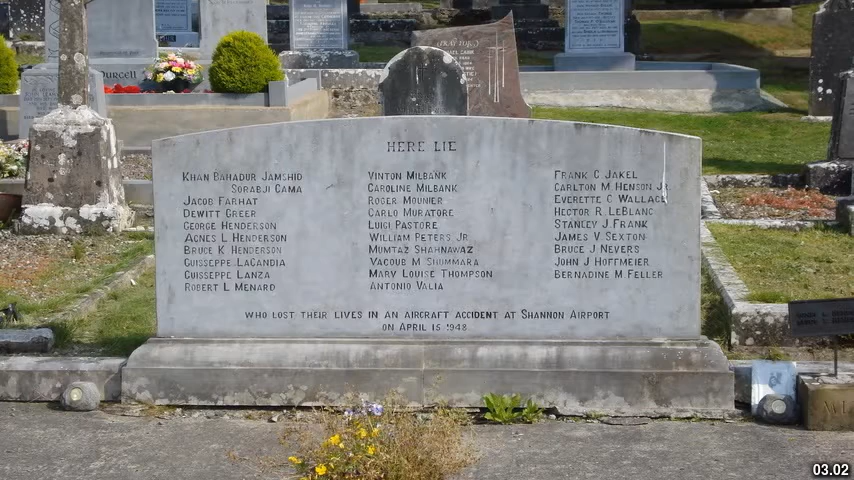 HERE LIE
KHAN BAHADUR JAMSHID
SORABJI CAMA
JACOB FARHAT
DEWITT GREER
GEORGE HENDERSON
AGNES L HENDERSON
BRUCE K HENDERSON
GUISSEPPE LACANDIA
GUISSEPPE LANZA
ROBERT L MENARD
VINTON MILBANK
CAROLINE MILBANK
ROGER MOUNIER
CARLO MURATORE
LUIGI PASTORE
WILLIAM PETERS JR
MUMTAZ SHAHNAWAZ
YACOUB M SHUMMARA
MARY LOUISE THOMPSON
ANTONIO VALIA
FRANK C JAKEL
CARLTON M HENSON JR
EVERETTE C WALLACE
HECTOR R LEBLANC
STANLEY J FRANK
JAMES V SEXTON
BRUCE J NEVERS
JOHN J HOFFMEIER
BERNADINE M FELLER
WHO LOST THEIR LIVES IN AN AIRCRAFT ACCIDENT AT SHANNON AIRPORT
ON APRIL 15 1948
PURCELL
03.02